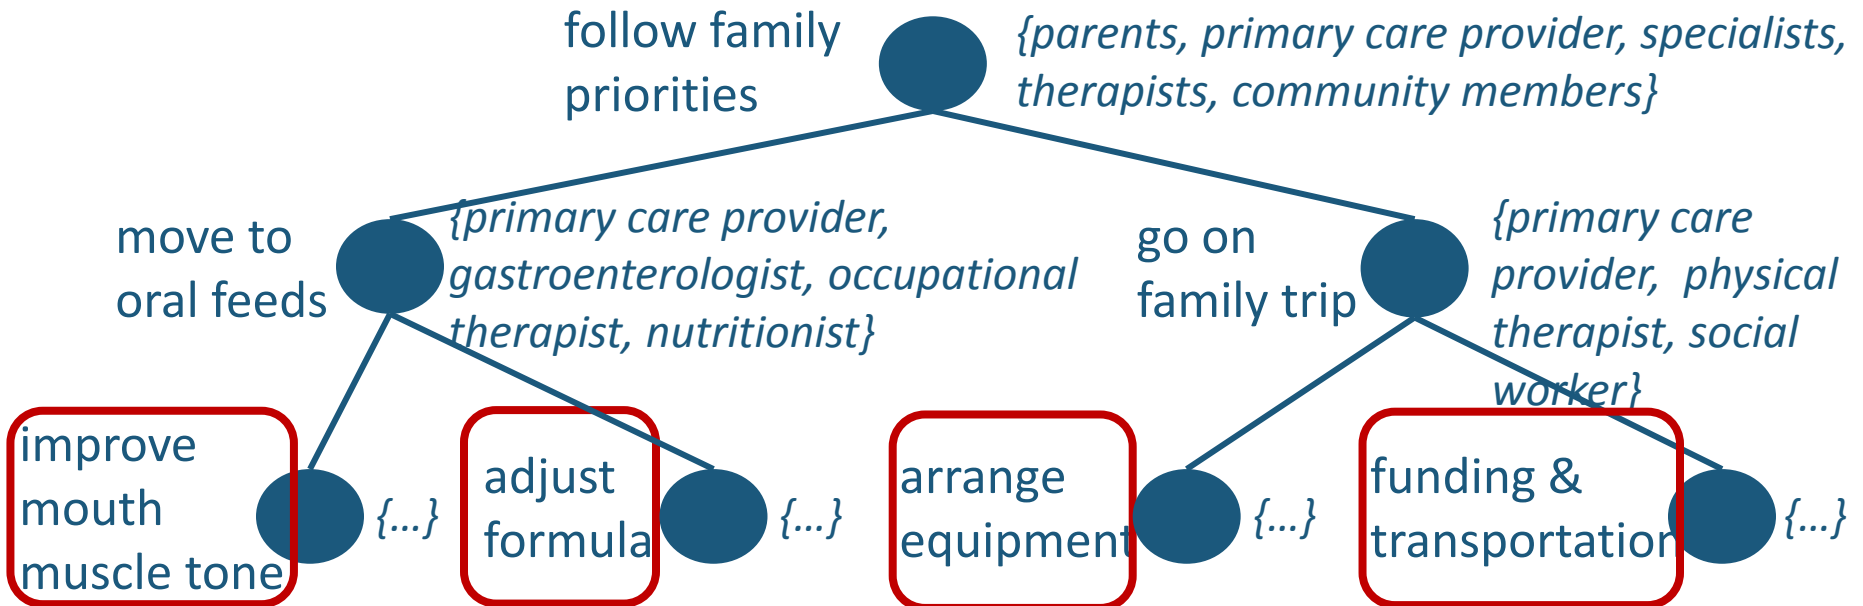 follow family
priorities
{parents, primary care provider, specialists,
therapists, community members}
move to
oral feeds
{primary care provider,
gastroenterologist, occupational
therapist, nutritionist}
go on
family trip
{primary care
provider, physical
therapist, social
worker}
improve
mouth
muscle tone
{...}
adjust
formula
{...}
arrange
equipment
{...}
funding &
transportation
{...}